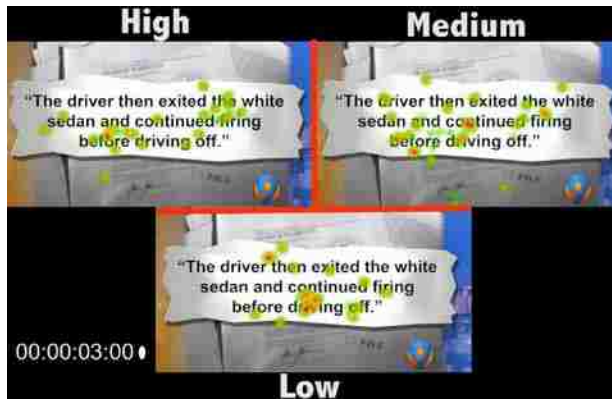 High
Medium
“The driver then exited the white
sedan and continued firing
before driving off.”
“The driver then exited the white
sedan and continued firing
before driving off.”
“The driver then exited the white
sedan and continued firing
before driving off.”
00:00:03:00
Low